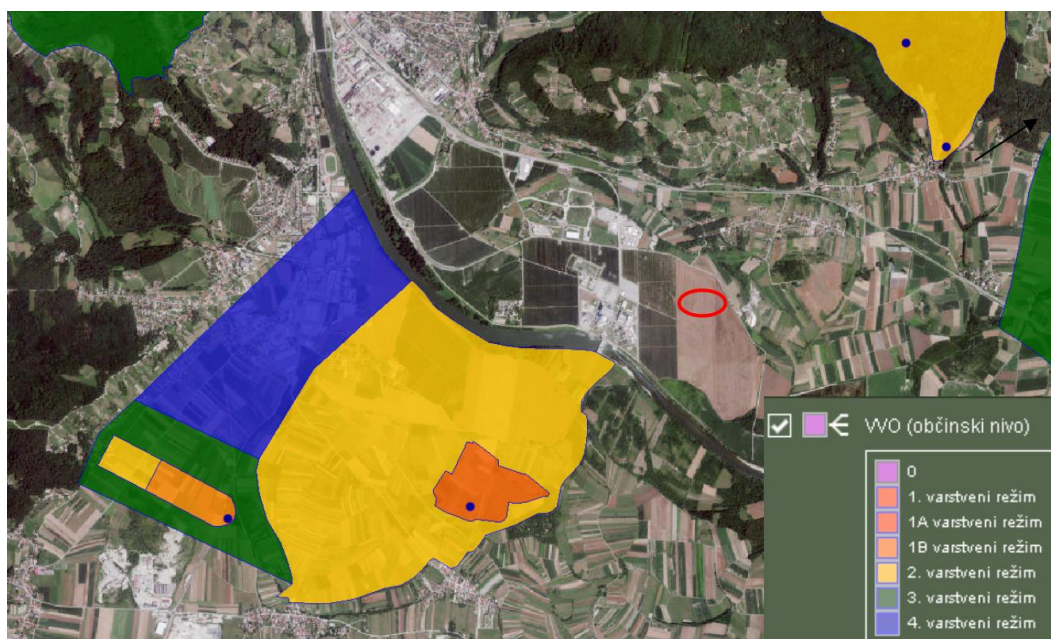 VVO (občinski nivo)
0
1. varstveni režim
1A varstveni režim
1B varstveni režim
2. varstveni režim
3. varstveni režim
4. varstveni režim